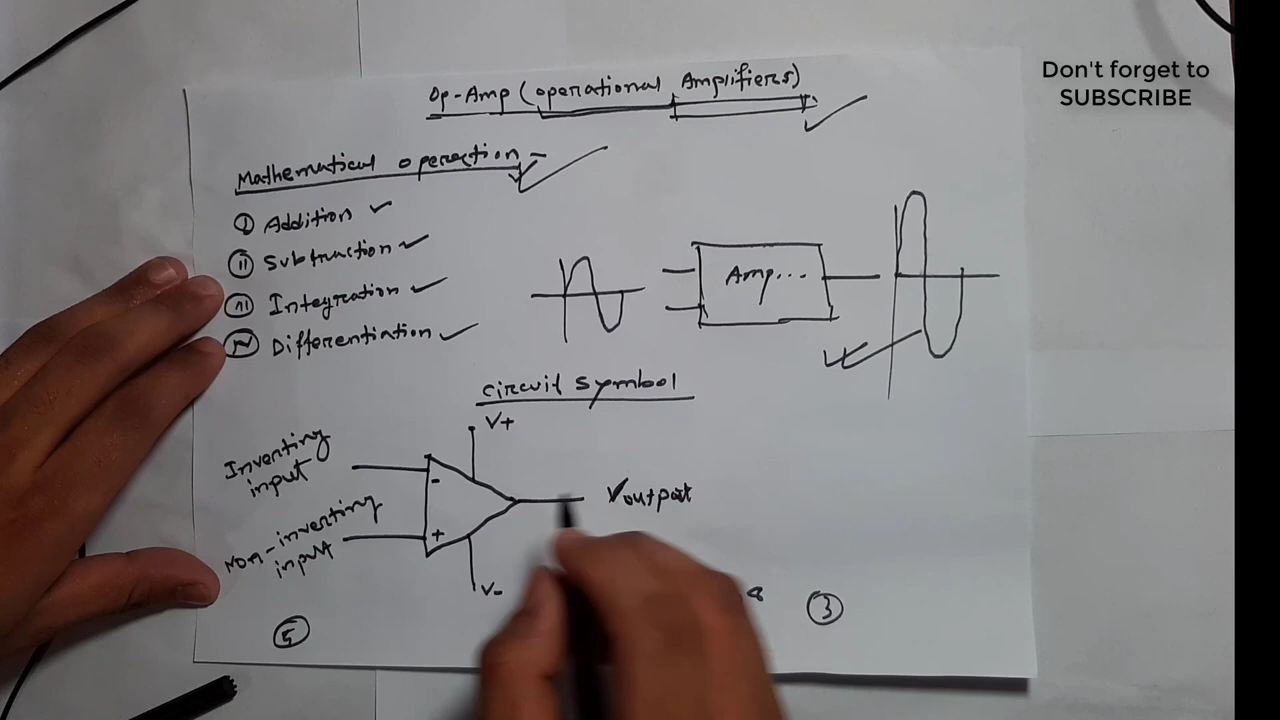 Don't forget to
SUBSCRIBE
Op-Amp (operational Amplifiers)
Mathematical operation -
I Addition
II Subtraction
III Integration
IV Differentiation
Amp...
circuit symbol
V+
Inverting
input
-
Voutput
Non-inverting
input
+
V-
5
8
3